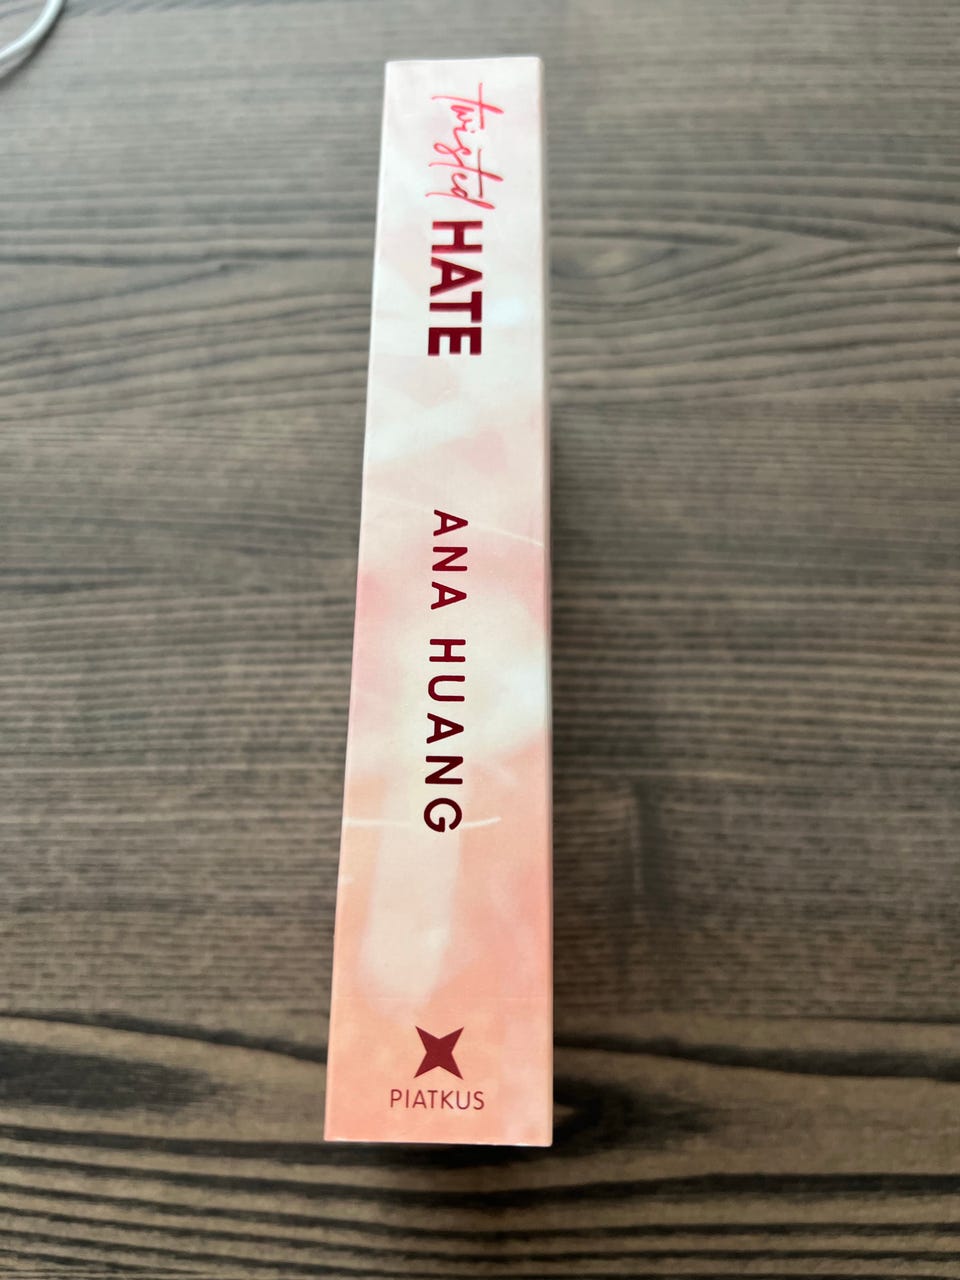 twisted HATE
ANA HUANG
PIATKUS